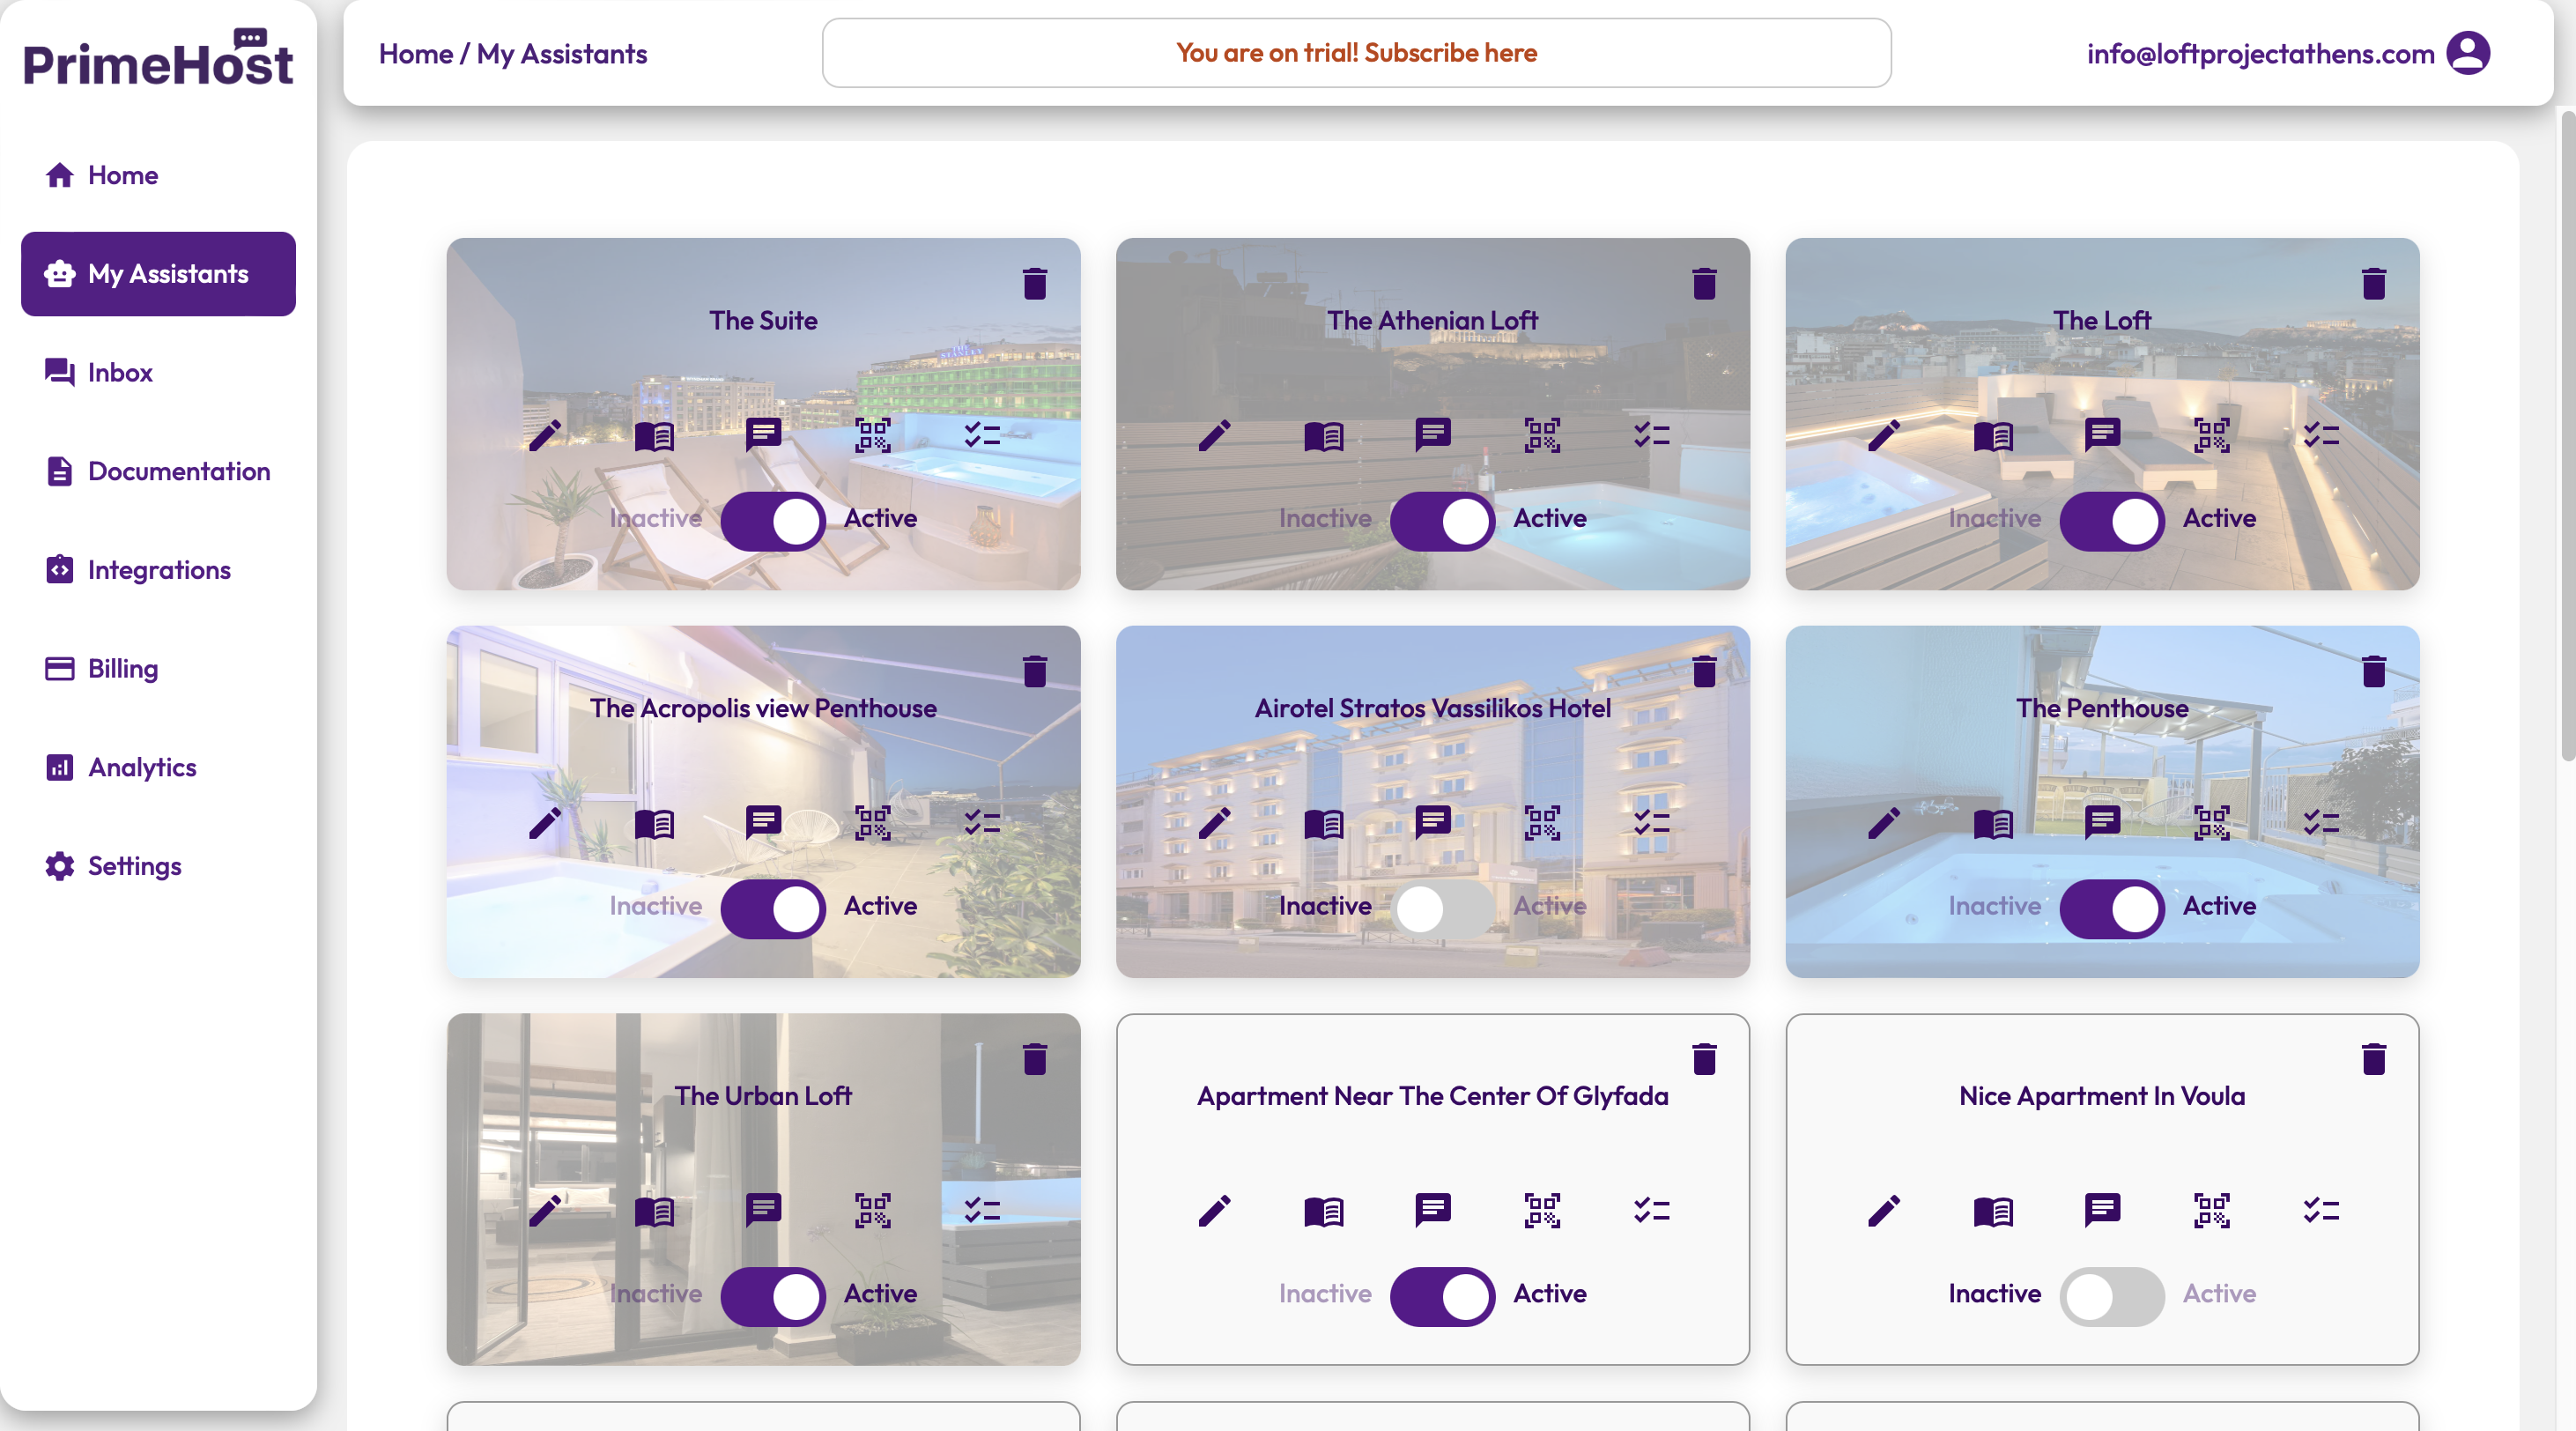 PrimeHost
Home / My Assistants
You are on trial! Subscribe here
info@loftprojectathens.com
Home
My Assistants
Inbox
Documentation
Integrations
Billing
Analytics
Settings
The Suite
Inactive
Active
The Athenian Loft
Inactive
Active
The Loft
Inactive
Active
The Acropolis view Penthouse
Inactive
Active
Airotel Stratos Vassilikos Hotel
Inactive
Active
The Penthouse
Inactive
Active
The Urban Loft
Inactive
Active
Apartment Near The Center Of Glyfada
Inactive
Active
Nice Apartment In Voula
Inactive
Active